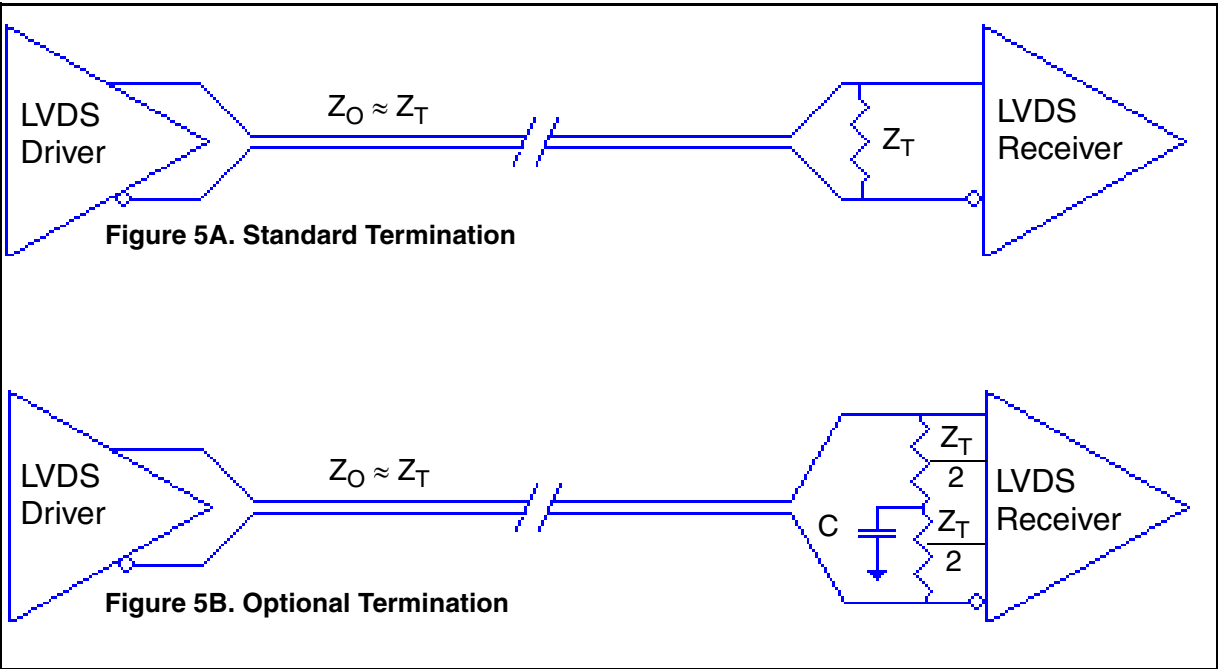 LVDS
Driver
Z_O ≈ Z_T
Z_T
LVDS
Receiver
Figure 5A. Standard Termination
LVDS
Driver
Z_O ≈ Z_T
C
Z_T
2
Z_T
2
LVDS
Receiver
Figure 5B. Optional Termination